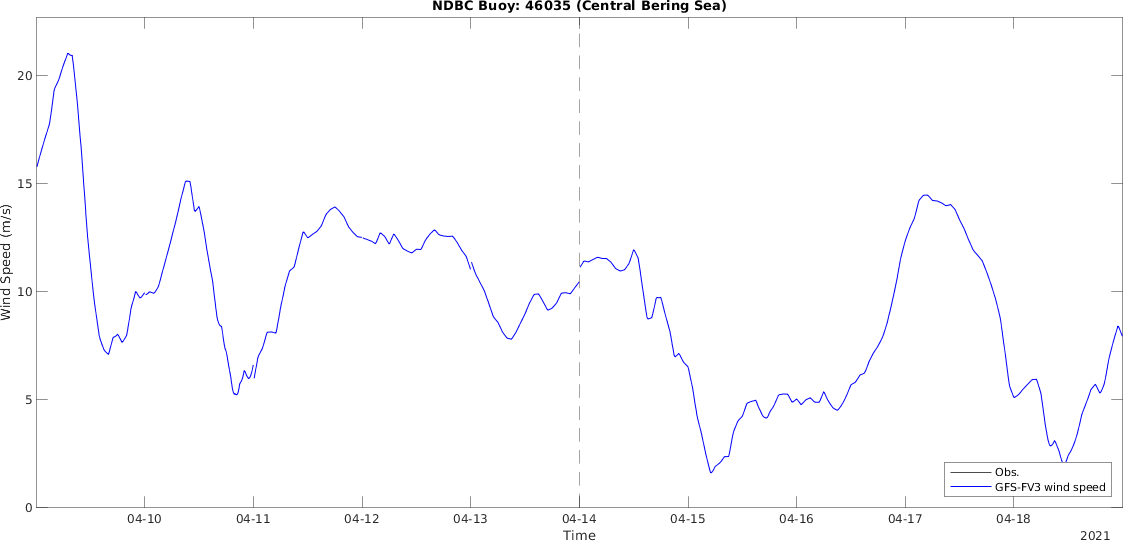 NDBC Buoy: 46035 (Central Bering Sea)
Wind Speed (m/s)
20
15
10
5
0
04-10 04-11 04-12 04-13 04-14 04-15 04-16 04-17 04-18
Time
2021
Obs.
GFS-FV3 wind speed